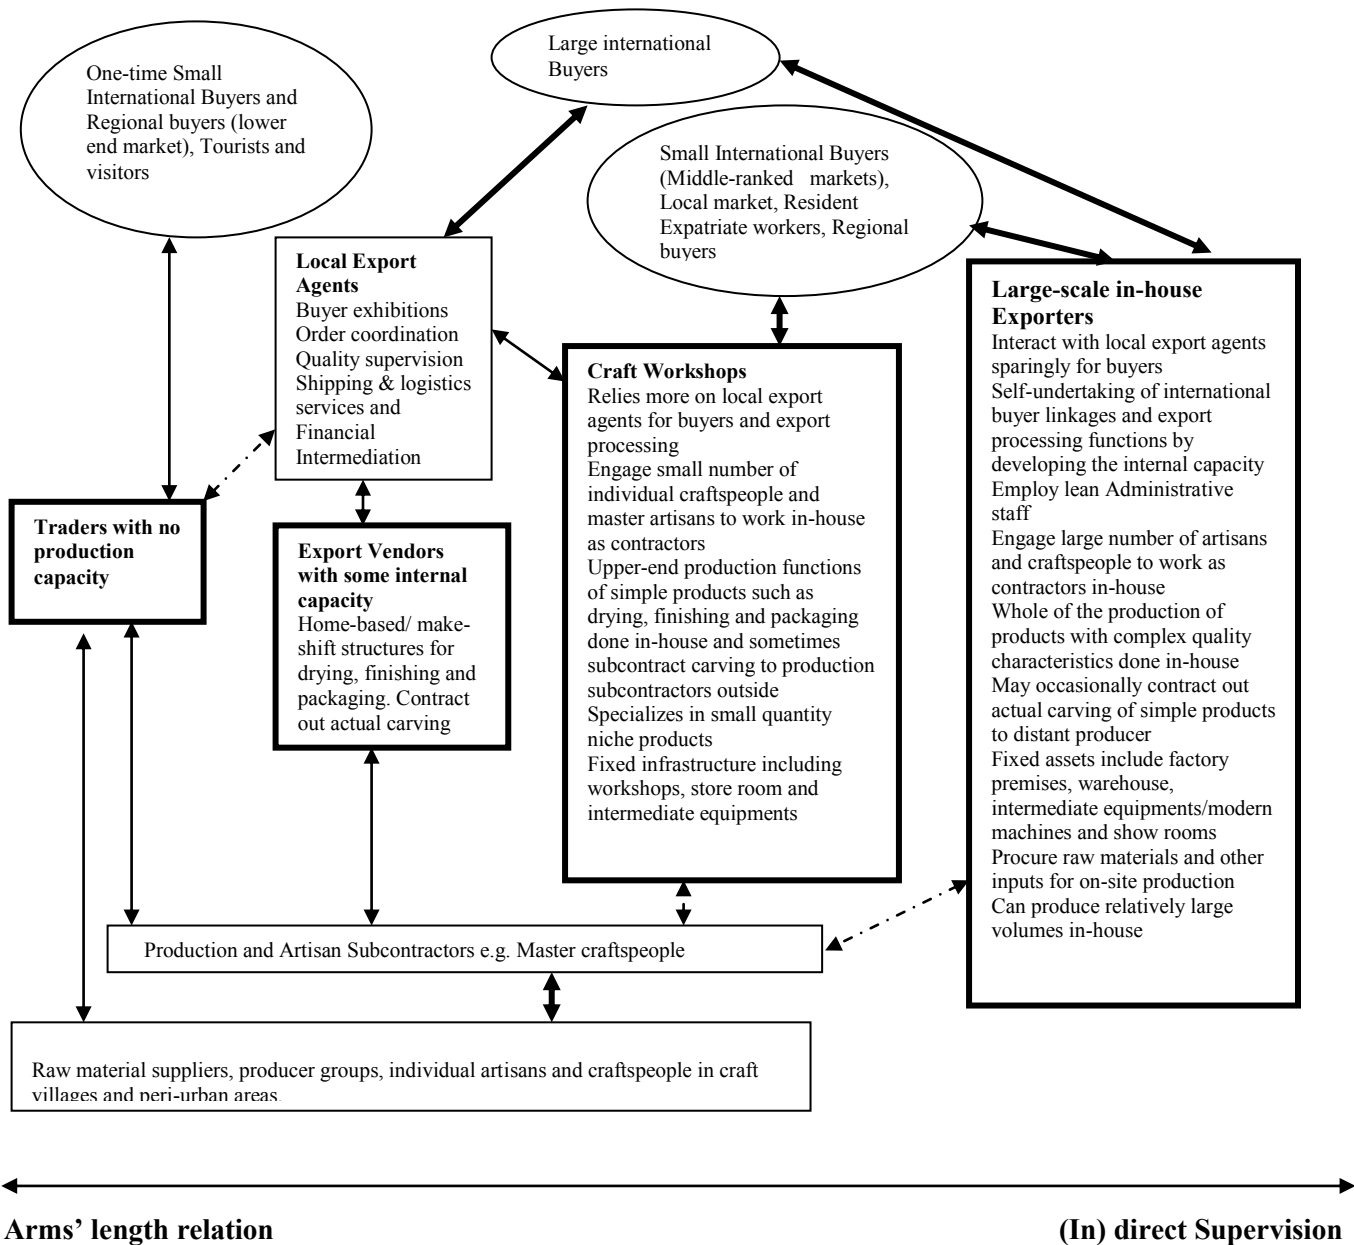 Large international
Buyers
One-time Small
International Buyers and
Regional buyers (lower
end market), Tourists and
visitors
Small International Buyers
(Middle-ranked markets),
Local market, Resident
Expatriate workers, Regional
buyers
Local Export
Agents
Buyer exhibitions
Order coordination
Quality supervision
Shipping & logistics
services and
Financial
Intermediation
Large-scale in-house
Exporters
Interact with local export agents
sparingly for buyers
Self-undertaking of international
buyer linkages and export
processing functions by
developing the internal capacity
Employ lean Administrative
staff
Engage large number of artisans
and craftspeople to work as
contractors in-house
Whole of the production of
products with complex quality
characteristics done in-house
May occasionally contract out
actual carving of simple products
to distant producer
Fixed assets include factory
premises, warehouse,
intermediate equipments/modern
machines and show rooms
Procure raw materials and other
inputs for on-site production
Can produce relatively large
volumes in-house
Craft Workshops
Relies more on local export
agents for buyers and export
processing
Engage small number of
individual craftspeople and
master artisans to work in-house
as contractors
Upper-end production functions
of simple products such as
drying, finishing and packaging
done in-house and sometimes
subcontract carving to production
subcontractors outside
Specializes in small quantity
niche products
Fixed infrastructure including
workshops, store room and
intermediate equipments
Traders with no
production
capacity
Export Vendors
with some internal
capacity
Home-based/ make-
shift structures for
drying, finishing and
packaging. Contract
out actual carving
Production and Artisan Subcontractors e.g. Master craftspeople
Raw material suppliers, producer groups, individual artisans and craftspeople in craft
villages and peri-urban areas.
Arms’ length relation
(In) direct Supervision